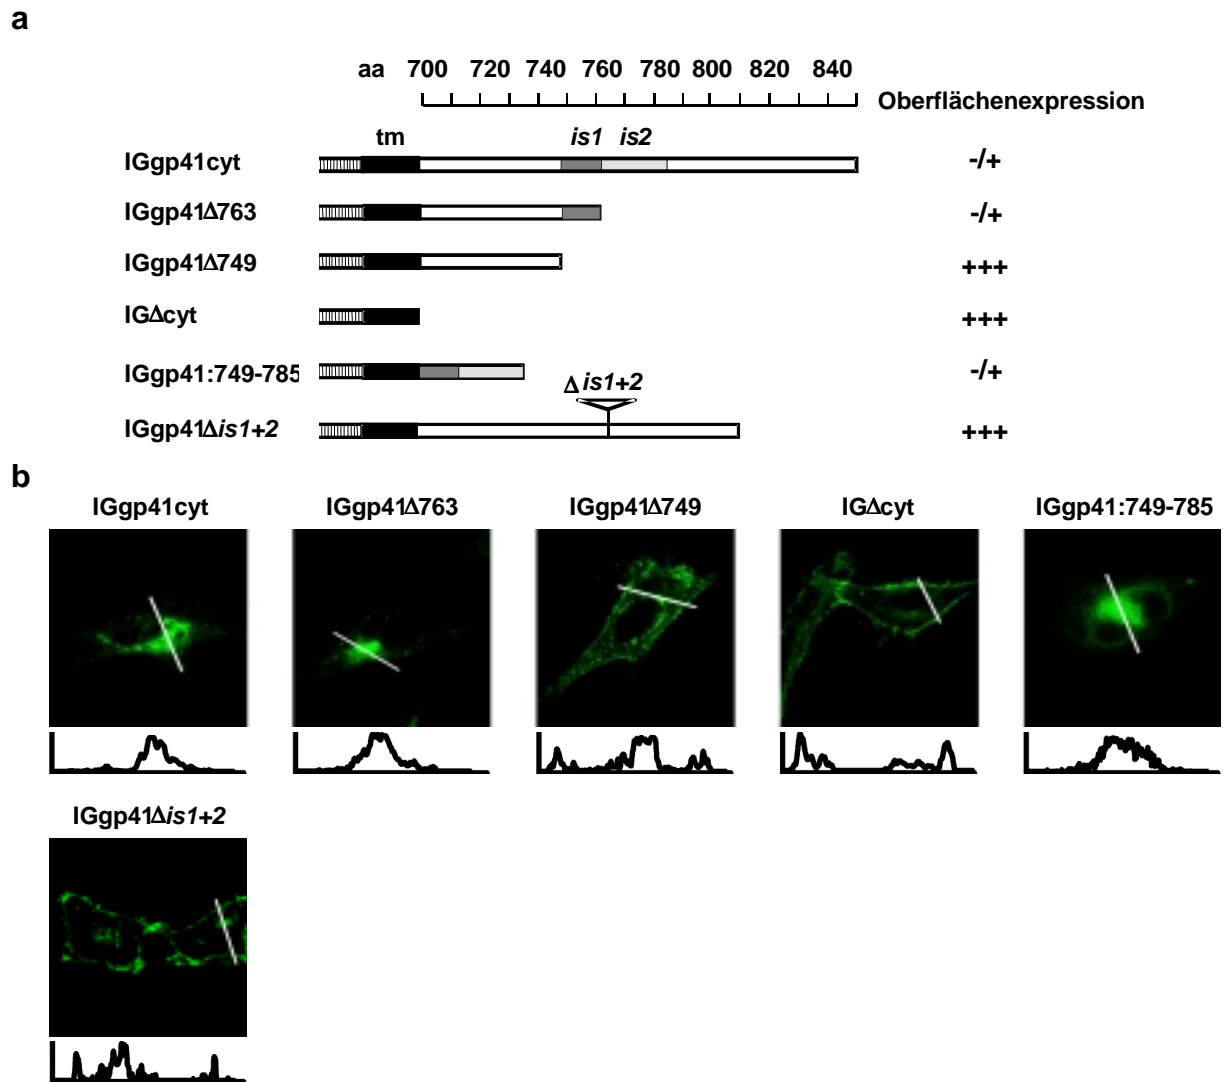 a
aa 700 720 740 760 780 800 820 840
Oberflächenexpression
tm is1 is2
IGgp41cyt -/+
IGgp41Δ763 -/+
IGgp41Δ749 +++
IGΔcyt +++
IGgp41:749-785 -/+
Δ is1+2
IGgp41Δis1+2 +++
b
IGgp41cyt IGgp41Δ763 IGgp41Δ749 IGΔcyt IGgp41:749-785
IGgp41Δis1+2